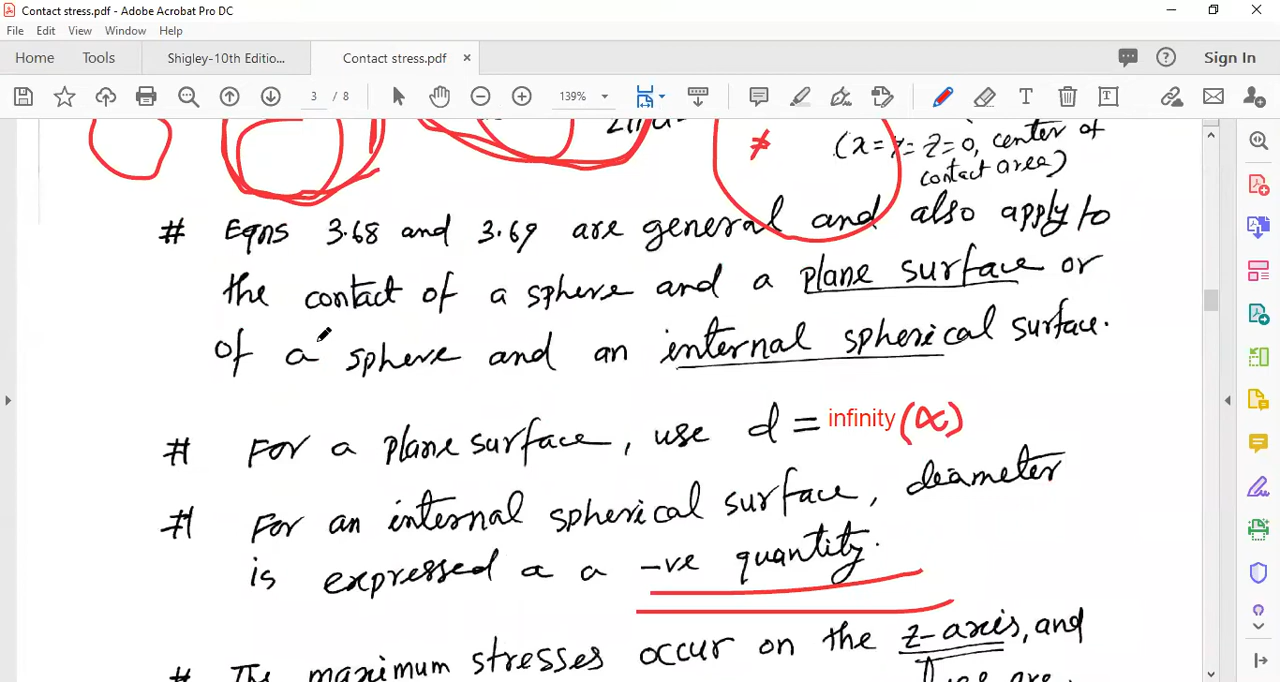 Contact stress.pdf - Adobe Acrobat Pro DC
File Edit View Window Help
Home Tools Shigley-10th Editio... Contact stress.pdf × Sign In
3 / 8 139%
(x = y = z = 0, center of
contact area)
# Eqns 3.68 and 3.69 are general and also apply to
the contact of a sphere and a plane surface or
of a sphere and an internal spherical surface.
# For a plane surface, use d = infinity (∝)
# For an internal spherical surface, diameter
is expressed a a -ve quantity.
# The maximum stresses occur on the z-axis, and